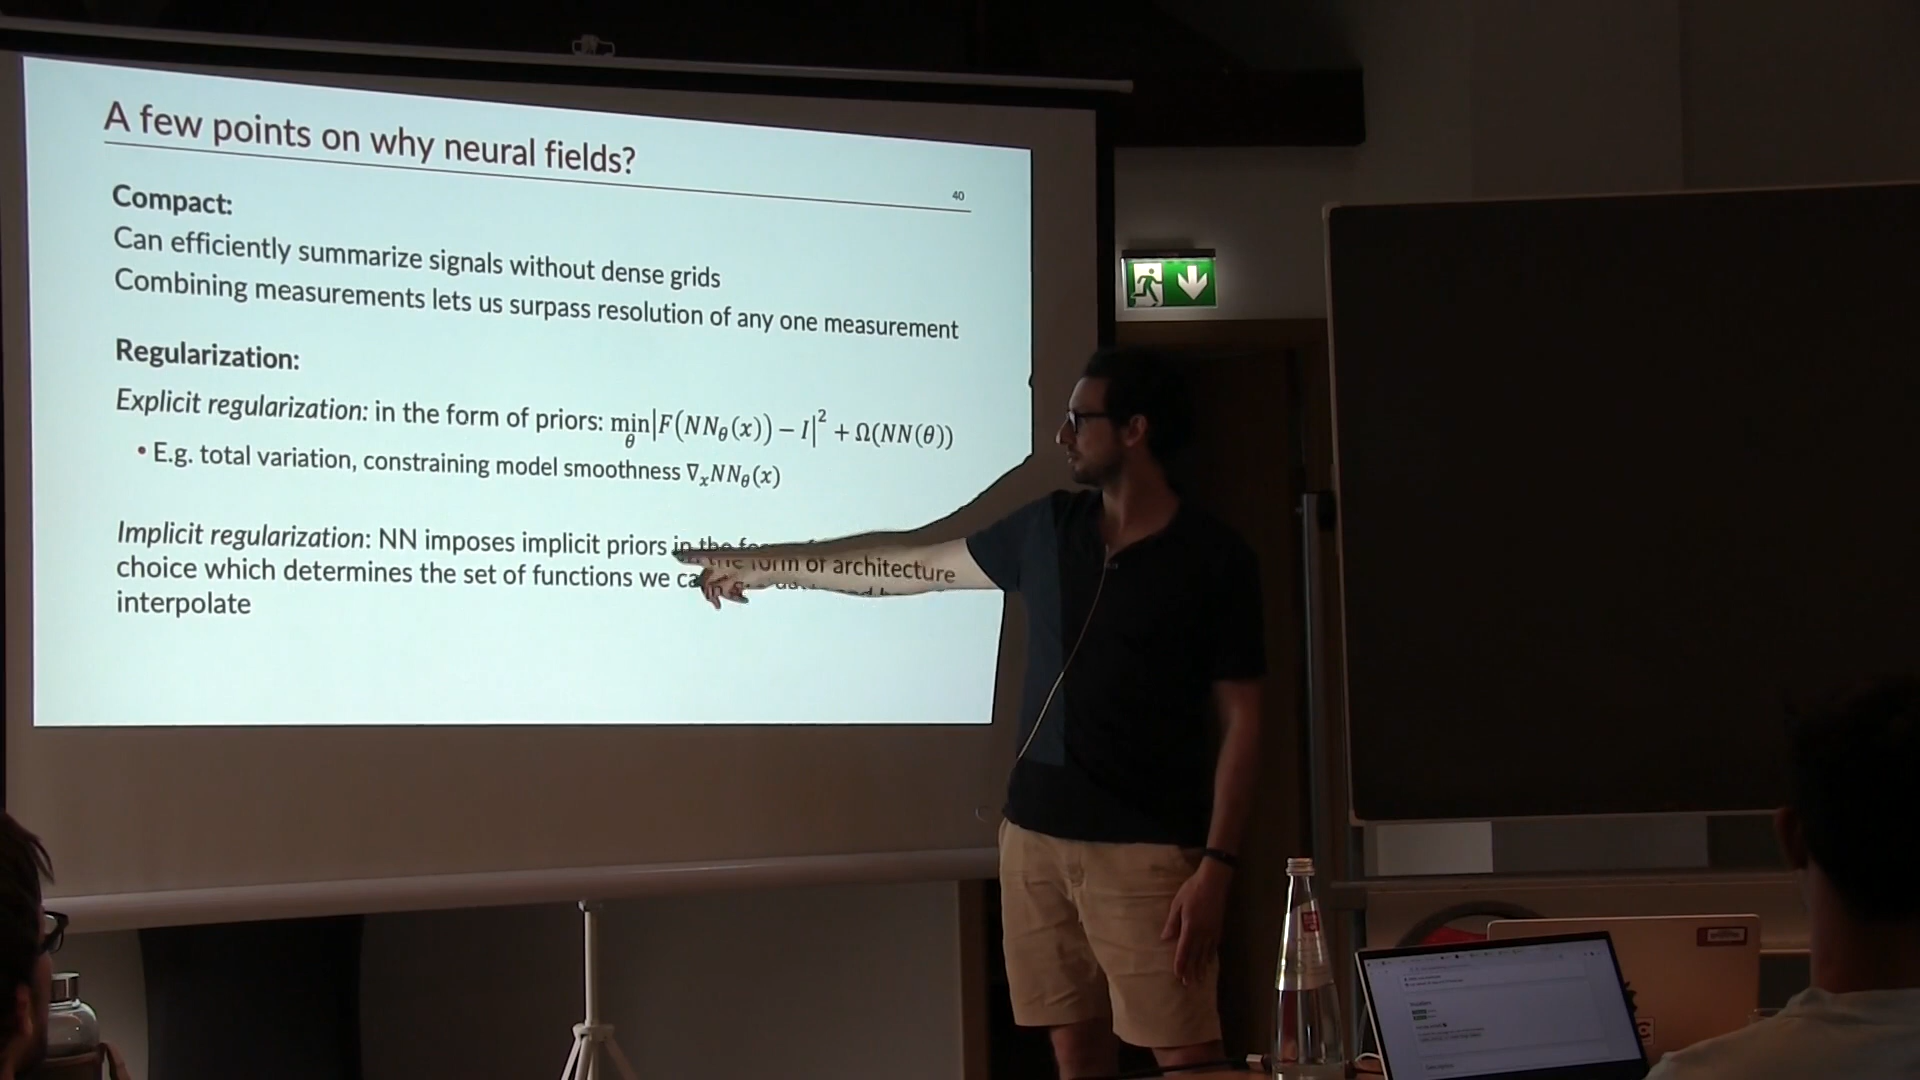 A few points on why neural fields?
40
Compact:
Can efficiently summarize signals without dense grids
Combining measurements lets us surpass resolution of any one measurement
Regularization:
Explicit regularization: in the form of priors: min_θ|F(NN_θ(x)) − I|² + Ω(NN(θ))
• E.g. total variation, constraining model smoothness ∇_xNN_θ(x)
Implicit regularization: NN imposes implicit priors in the form of architecture
choice which determines the set of functions we
interpolate